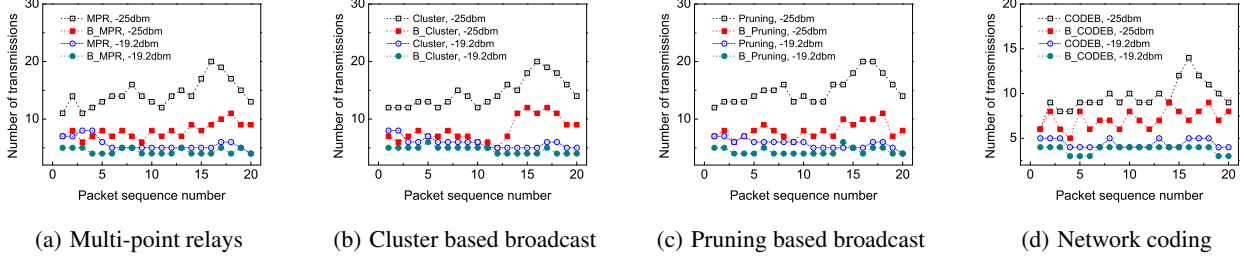 30
20
10
0
5
10
15
20
Number of transmissions
Packet sequence number
MPR, -25dbm
B_MPR, -25dbm
MPR, -19.2dbm
B_MPR, -19.2dbm
(a) Multi-point relays
30
20
10
0
5
10
15
20
Number of transmissions
Packet sequence number
Cluster, -25dbm
B_Cluster, -25dbm
Cluster, -19.2dbm
B_Cluster, -19.2dbm
(b) Cluster based broadcast
30
20
10
0
5
10
15
20
Number of transmissions
Packet sequence number
Pruning, -25dbm
B_Pruning, -25dbm
Pruning, -19.2dbm
B_Pruning, -19.2dbm
(c) Pruning based broadcast
20
15
10
5
0
5
10
15
20
Number of transmissions
Packet sequence number
CODEB, -25dbm
B_CODEB, -25dbm
CODEB, -19.2dbm
B_CODEB, -19.2dbm
(d) Network coding